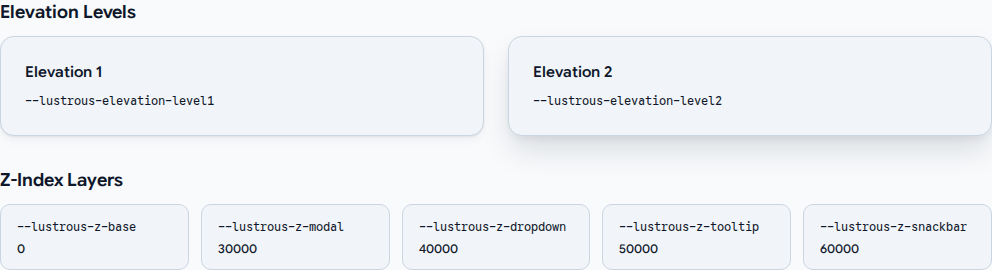 Elevation Levels
Elevation 1
--lustrous-elevation-level1
Elevation 2
--lustrous-elevation-level2
Z-Index Layers
--lustrous-z-base
0
--lustrous-z-modal
30000
--lustrous-z-dropdown
40000
--lustrous-z-tooltip
50000
--lustrous-z-snackbar
60000